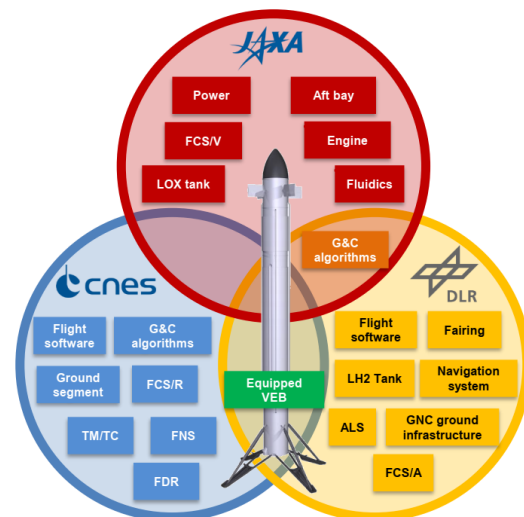 JAXA
Power
Aft bay
FCS/V
Engine
LOX tank
Fluidics
G&C
algorithms
cnes
DLR
Flight
software
G&C
algorithms
Ground
segment
FCS/R
TM/TC
FNS
FDR
Equipped
VEB
Flight
software
Fairing
LH2 Tank
Navigation
system
ALS
GNC ground
infrastructure
FCS/A